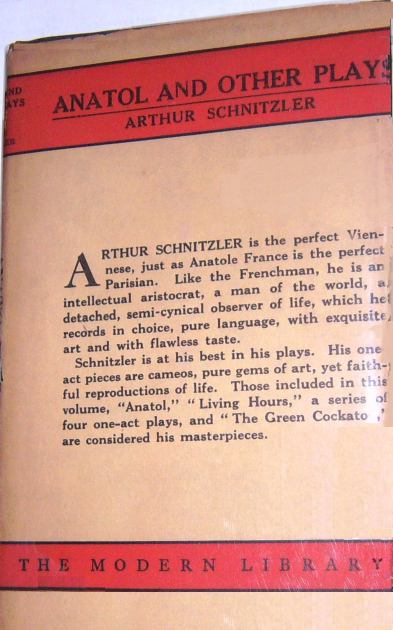 AND
AYS
ANATOL AND OTHER PLAYS
ARTHUR SCHNITZLER
ARTHUR SCHNITZLER is the perfect Vien-
nese, just as Anatole France is the perfect
Parisian. Like the Frenchman, he is an
intellectual aristocrat, a man of the world, a
detached, semi-cynical observer of life, which he
records in choice, pure language, with exquisite
art and with flawless taste.
Schnitzler is at his best in his plays. His one
act pieces are cameos, pure gems of art, yet faith-
ful reproductions of life. Those included in this
volume, "Anatol," "Living Hours," a series of
four one-act plays, and "The Green Cockato ,"
are considered his masterpieces.
THE MODERN LIBRARY